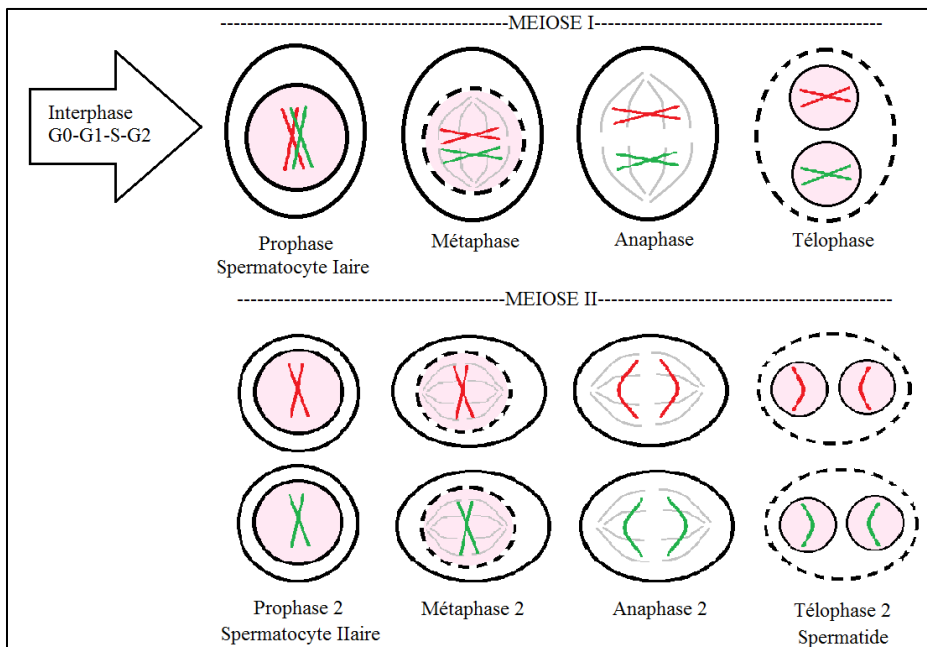 -----------------------------------------MEIOSE I-----------------------------------------
Interphase
G0-G1-S-G2
Prophase
Spermatocyte Iaire
Métaphase
Anaphase
Télophase
-----------------------------------------MEIOSE II-----------------------------------------
Prophase 2
Spermatocyte IIaire
Métaphase 2
Anaphase 2
Télophase 2
Spermatide